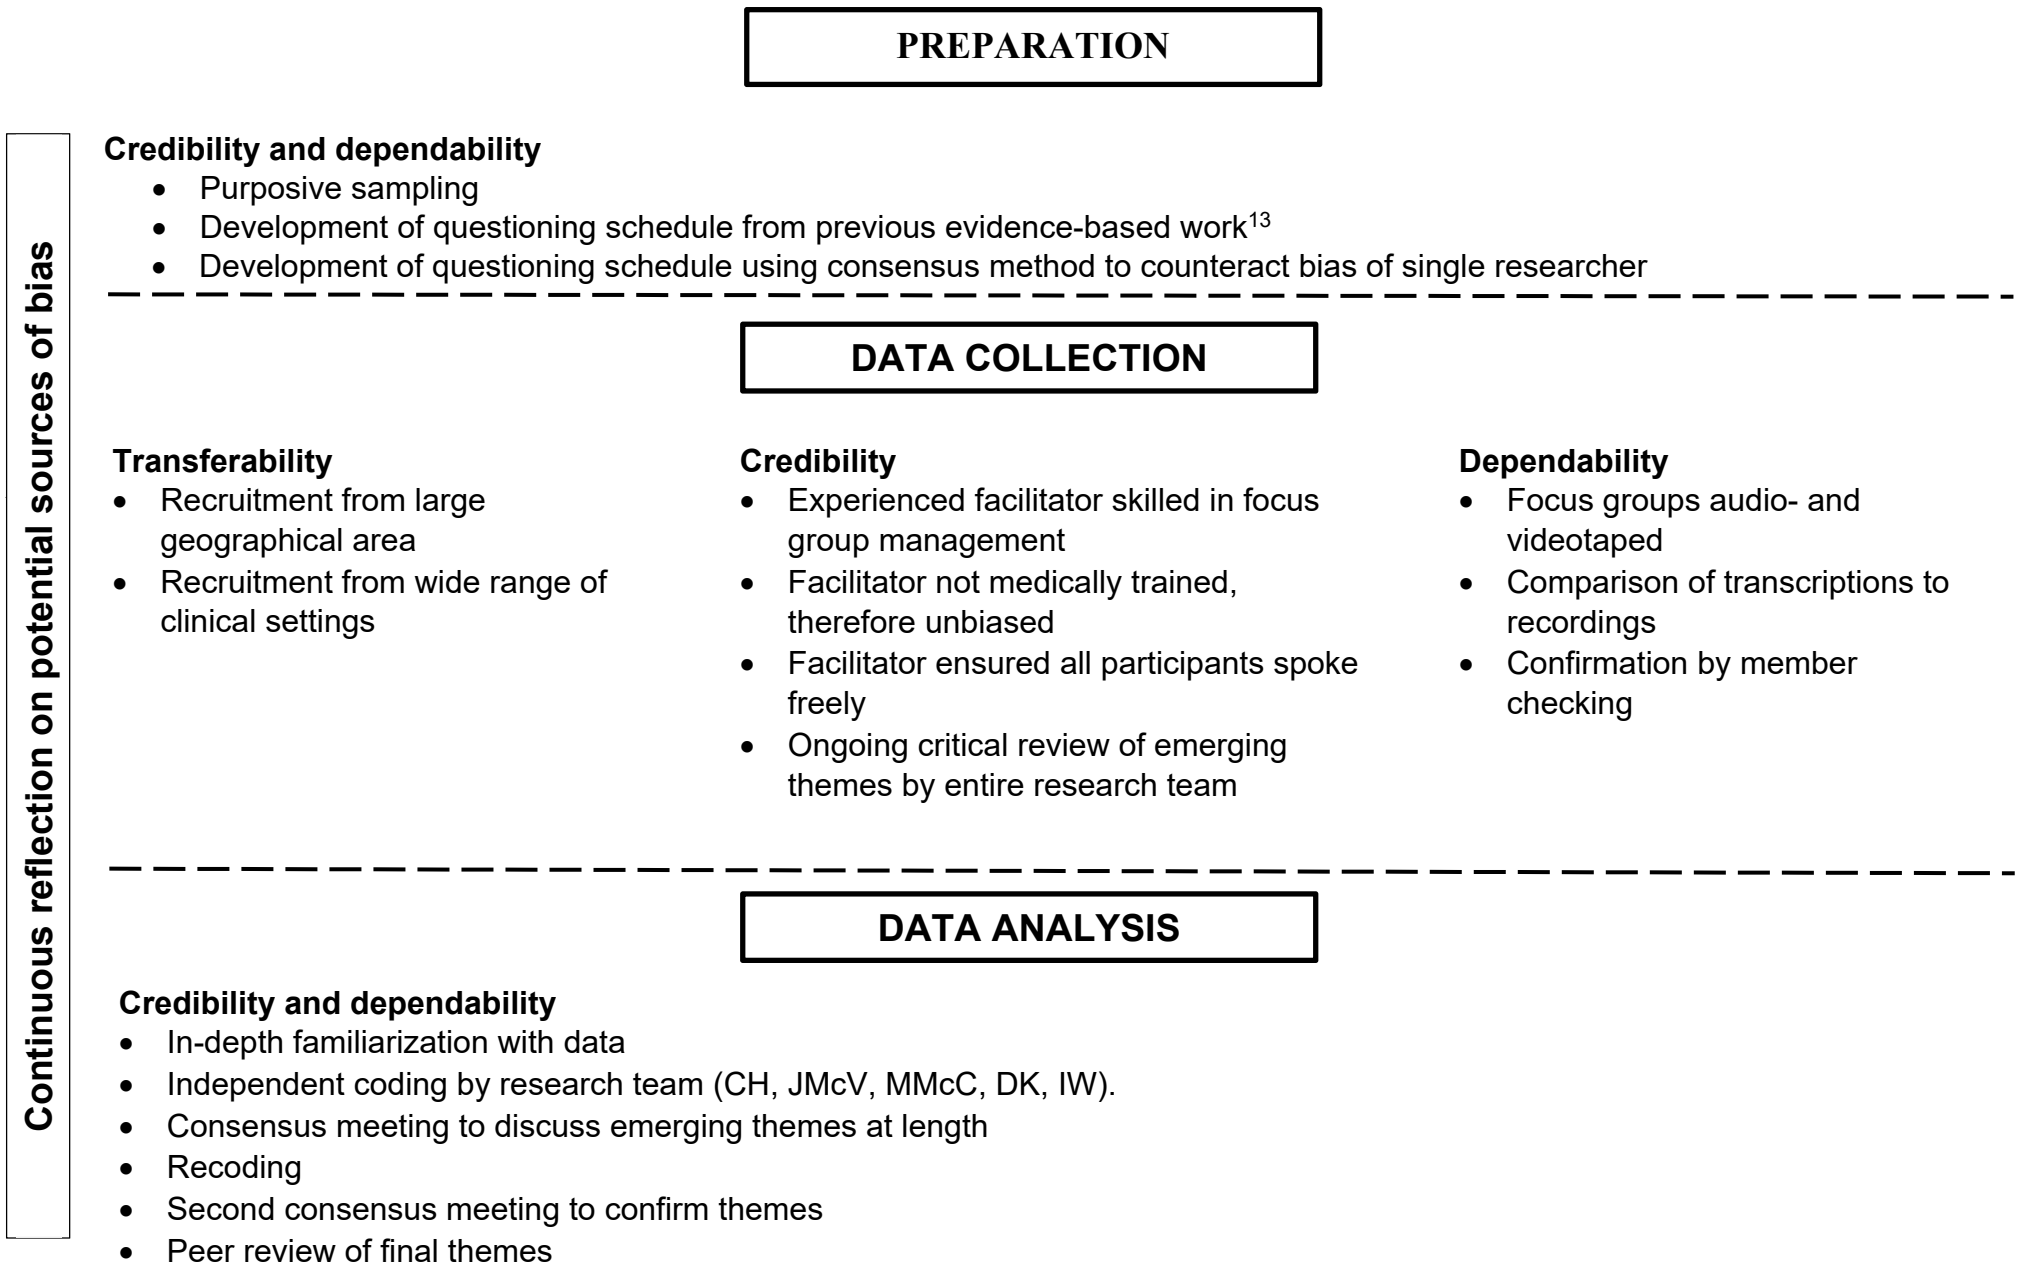 PREPARATION
Continuous reflection on potential sources of bias
Credibility and dependability
• Purposive sampling
• Development of questioning schedule from previous evidence-based work¹³
• Development of questioning schedule using consensus method to counteract bias of single researcher
DATA COLLECTION
Transferability
• Recruitment from large
geographical area
• Recruitment from wide range of
clinical settings
Credibility
• Experienced facilitator skilled in focus
group management
• Facilitator not medically trained,
therefore unbiased
• Facilitator ensured all participants spoke
freely
• Ongoing critical review of emerging
themes by entire research team
Dependability
• Focus groups audio- and
videotaped
• Comparison of transcriptions to
recordings
• Confirmation by member
checking
DATA ANALYSIS
Credibility and dependability
• In-depth familiarization with data
• Independent coding by research team (CH, JMcV, MMcC, DK, IW).
• Consensus meeting to discuss emerging themes at length
• Recoding
• Second consensus meeting to confirm themes
• Peer review of final themes